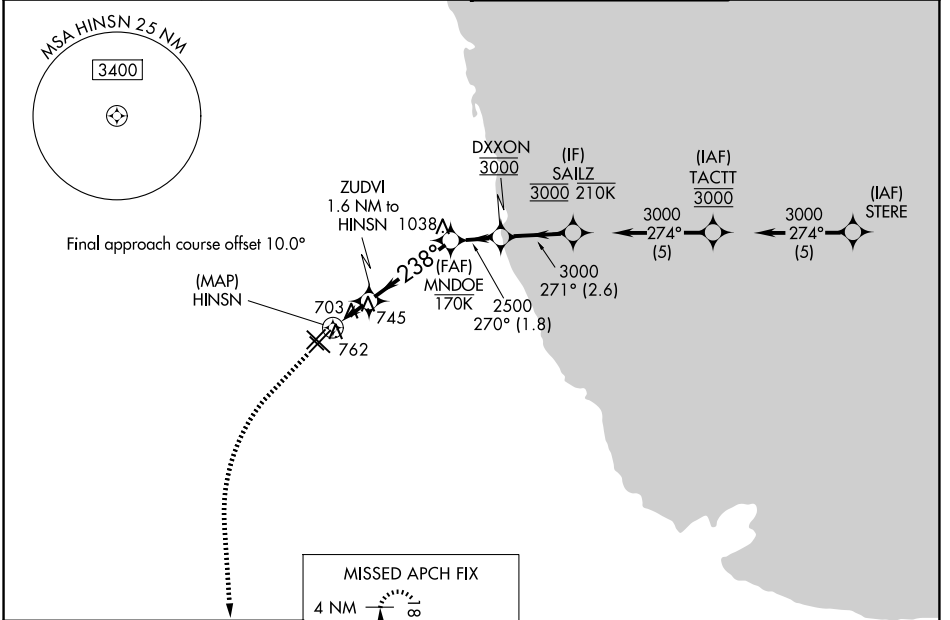 MSA HINSN 25 NM
3400
Final approach course offset 10.0°
(MAP)
HINSN
ZUDVI
1.6 NM to
HINSN
703
745
762
238°
1038
(FAF)
MNDOE
170K
DXXON
3000
2500
270° (1.8)
(IF)
SAILZ
3000 210K
3000
271° (2.6)
(IAF)
TACTT
3000
3000
274°
(5)
(IAF)
STERE
3000
274°
(5)
MISSED APCH FIX
4 NM